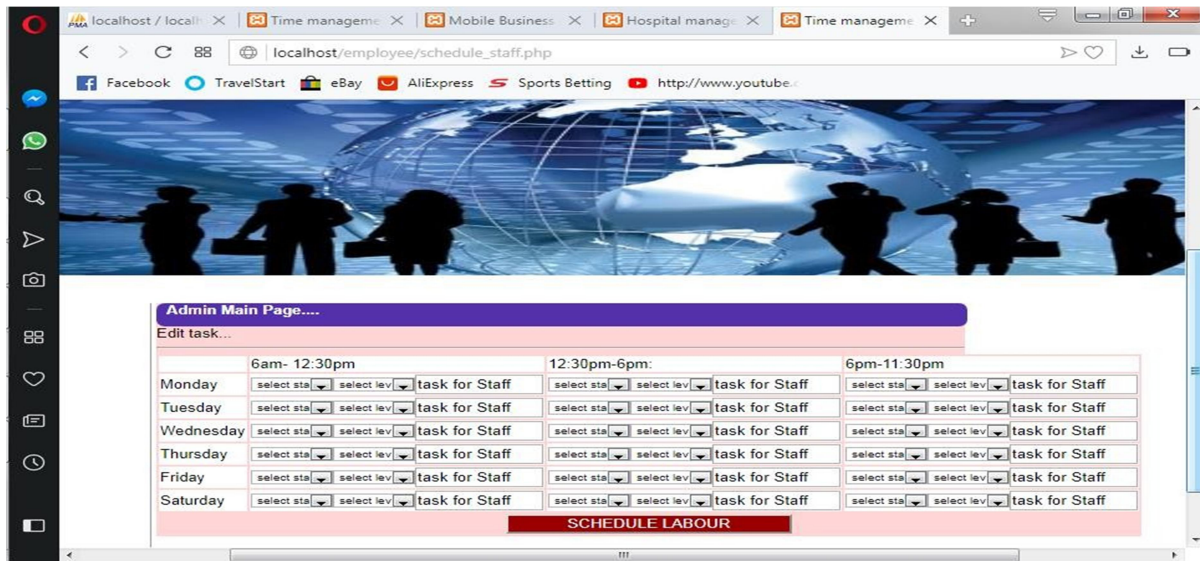 PMA localhost / localh
Time manageme
Mobile Business
Hospital manage
Time manageme
localhost/employee/schedule_staff.php
Facebook TravelStart eBay AliExpress Sports Betting http://www.youtube.c
Admin Main Page....
Edit task...
6am- 12:30pm 12:30pm-6pm: 6pm-11:30pm
Monday select sta select lev task for Staff select sta select lev task for Staff select sta select lev task for Staff
Tuesday select sta select lev task for Staff select sta select lev task for Staff select sta select lev task for Staff
Wednesday select sta select lev task for Staff select sta select lev task for Staff select sta select lev task for Staff
Thursday select sta select lev task for Staff select sta select lev task for Staff select sta select lev task for Staff
Friday select sta select lev task for Staff select sta select lev task for Staff select sta select lev task for Staff
Saturday select sta select lev task for Staff select sta select lev task for Staff select sta select lev task for Staff
SCHEDULE LABOUR